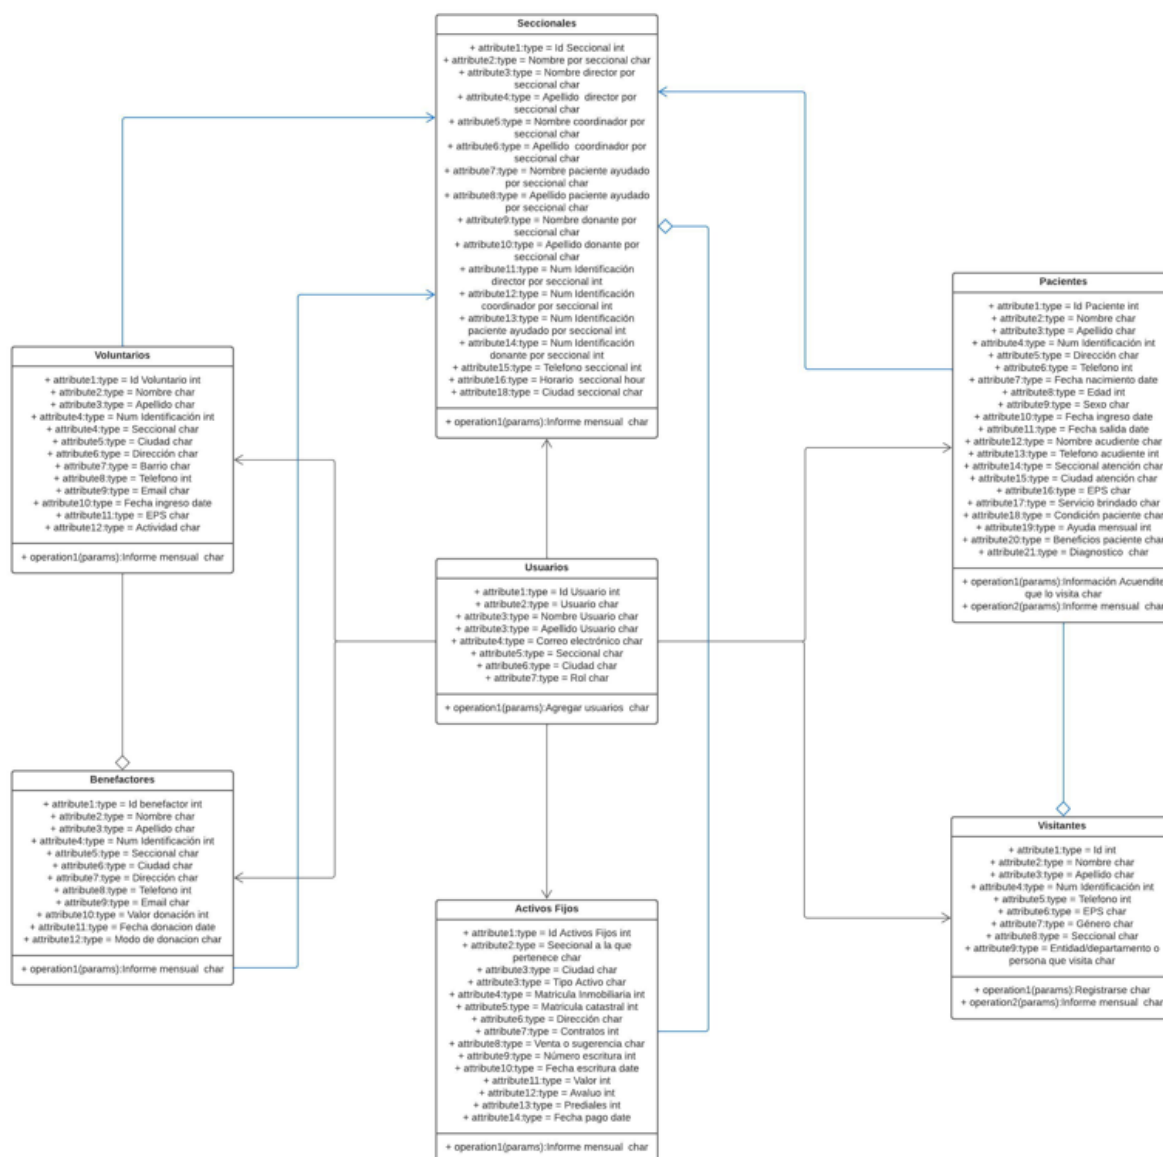 Seccionales
+ attribute1:type = Id Seccional int
+ attribute2:type = Nombre por seccional char
+ attribute3:type = Nombre director por
seccional char
+ attribute4:type = Apellido director por
seccional char
+ attribute5:type = Nombre coordinador por
seccional char
+ attribute6:type = Apellido coordinador por
seccional char
+ attribute7:type = Nombre paciente ayudado
por seccional char
+ attribute8:type = Apellido paciente ayudado
por seccional char
+ attribute9:type = Nombre donante por
seccional char
+ attribute10:type = Apellido donante por
seccional char
+ attribute11:type = Num Identificación
director por seccional int
+ attribute12:type = Num Identificación
coordinador por seccional int
+ attribute13:type = Num Identificación
paciente ayudado por seccional int
+ attribute14:type = Num Identificación
donante por seccional int
+ attribute15:type = Telefono seccional int
+ attribute16:type = Horario seccional hour
+ attribute18:type = Ciudad seccional char
+ operation1(params):Informe mensual char
Pacientes
+ attribute1:type = Id Paciente int
+ attribute2:type = Nombre char
+ attribute3:type = Apellido char
+ attribute4:type = Num Identificación int
+ attribute5:type = Dirección char
+ attribute6:type = Telefono int
+ attribute7:type = Fecha nacimiento date
+ attribute8:type = Edad int
+ attribute9:type = Sexo char
+ attribute10:type = Fecha ingreso date
+ attribute11:type = Fecha salida date
+ attribute12:type = Nombre acudiente char
+ attribute13:type = Telefono acudiente int
+ attribute14:type = Seccional atención char
+ attribute15:type = Ciudad atención char
+ attribute16:type = EPS char
+ attribute17:type = Servicio brindado char
+ attribute18:type = Condición paciente char
+ attribute19:type = Ayuda mensual int
+ attribute20:type = Beneficios paciente char
+ attribute21:type = Diagnostico char
+ operation1(params):Información Acuendite
que lo visita char
+ operation2(params):Informe mensual char
Voluntarios
+ attribute1:type = Id Voluntario int
+ attribute2:type = Nombre char
+ attribute3:type = Apellido char
+ attribute4:type = Num Identificación int
+ attribute4:type = Seccional char
+ attribute5:type = Ciudad char
+ attribute6:type = Dirección char
+ attribute7:type = Barrio char
+ attribute8:type = Telefono int
+ attribute9:type = Email char
+ attribute10:type = Fecha ingreso date
+ attribute11:type = EPS char
+ attribute12:type = Actividad char
+ operation1(params):Informe mensual char
Usuarios
+ attribute1:type = Id Usuario int
+ attribute2:type = Usuario char
+ attribute3:type = Nombre Usuario char
+ attribute3:type = Apellido Usuario char
+ attribute4:type = Correo electrónico char
+ attribute5:type = Seccional char
+ attribute6:type = Ciudad char
+ attribute7:type = Rol char
+ operation1(params):Agregar usuarios char
Benefactores
+ attribute1:type = Id benefactor int
+ attribute2:type = Nombre char
+ attribute3:type = Apellido char
+ attribute4:type = Num Identificación int
+ attribute5:type = Seccional char
+ attribute6:type = Ciudad char
+ attribute7:type = Dirección char
+ attribute8:type = Telefono int
+ attribute9:type = Email char
+ attribute10:type = Valor donación int
+ attribute11:type = Fecha donacion date
+ attribute12:type = Modo de donacion char
+ operation1(params):Informe mensual char
Activos Fijos
+ attribute1:type = Id Activos Fijos int
+ attribute2:type = Seecional a la que
pertenece char
+ attribute3:type = Ciudad char
+ attribute3:type = Tipo Activo char
+ attribute4:type = Matricula Inmobiliaria int
+ attribute5:type = Matricula catastral int
+ attribute6:type = Dirección char
+ attribute7:type = Contratos int
+ attribute8:type = Venta o sugerencia char
+ attribute9:type = Número escritura int
+ attribute10:type = Fecha escritura date
+ attribute11:type = Valor int
+ attribute12:type = Avaluo int
+ attribute13:type = Prediales int
+ attribute14:type = Fecha pago date
+ operation1(params):Informe mensual char
Visitantes
+ attribute1:type = Id int
+ attribute2:type = Nombre char
+ attribute3:type = Apellido char
+ attribute4:type = Num Identificación int
+ attribute5:type = Telefono int
+ attribute6:type = EPS char
+ attribute7:type = Género char
+ attribute8:type = Seccional char
+ attribute9:type = Entidad/departamento o
persona que visita char
+ operation1(params):Registrarse char
+ operation2(params):Informe mensual char